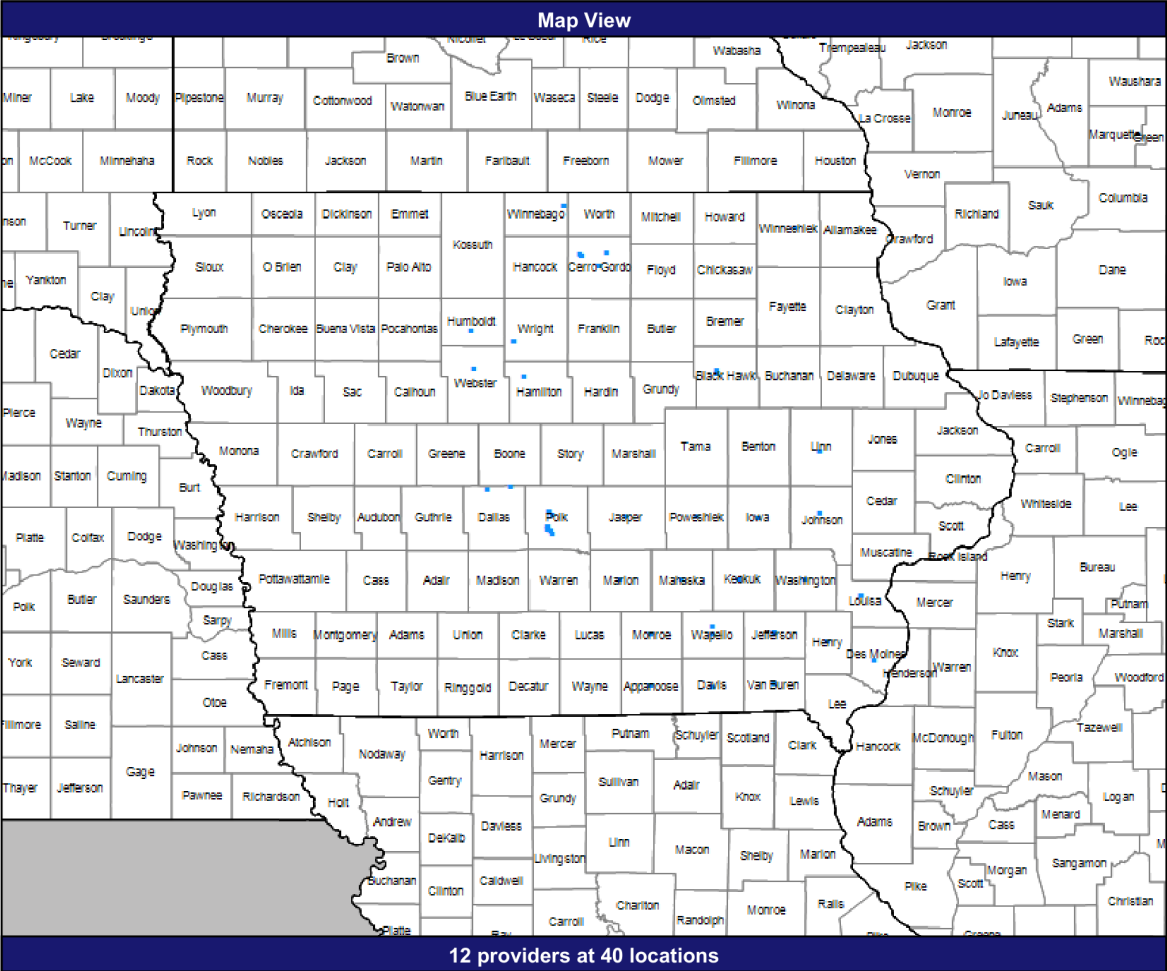 Map View
Brown
Rice
Wabasha
Trempealeau
Jackson
Miner Lake Moody Pipestone Murray Cottonwood Watonwan Blue Earth Waseca Steele Dodge Olmsted Winona La Crosse Monroe Juneau Adams Waushara
Marquette
McCook Minnehaha Rock Nobles Jackson Martin Faribault Freeborn Mower Fillmore Houston Vernon
Turner Lincoln Lyon Osceola Dickinson Emmet Kossuth Winnebago Worth Mitchell Howard Winneshiek Allamakee Crawford Richland Sauk Columbia
Yankton Clay Union Sioux O Brien Clay Palo Alto Hancock Cerro Gordo Floyd Chickasaw Fayette Clayton Grant Iowa Dane
Cedar Dixon Plymouth Cherokee Buena Vista Pocahontas Humboldt Wright Franklin Butler Bremer Lafayette Green
Dakota Woodbury Ida Sac Calhoun Webster Hamilton Hardin Grundy Black Hawk Buchanan Delaware Dubuque Jo Daviess Stephenson
Pierce Wayne Thurston Monona Crawford Carroll Greene Boone Story Marshall Tama Benton Linn Jones Jackson Carroll Ogle
Madison Stanton Cuming Burt Clinton
Harrison Shelby Audubon Guthrie Dallas Polk Jasper Poweshiek Iowa Johnson Cedar Scott Whiteside Lee
Platte Colfax Dodge Washington Muscatine Rock Island Henry Bureau
Pottawattamie Cass Adair Madison Warren Marion Mahaska Keokuk Washington Louisa Mercer Putnam
Polk Butler Saunders Douglas Sarpy Stark Marshall
Mills Montgomery Adams Union Clarke Lucas Monroe Wapello Jefferson Henry Des Moines Henderson Warren Knox
York Seward Lancaster Cass Otoe Peoria Woodford
Fremont Page Taylor Ringgold Decatur Wayne Appanoose Davis Van Buren Lee
Fillmore Saline Johnson Nemaha Atchison Nodaway Worth Harrison Mercer Putnam Schuyler Scotland Clark Hancock McDonough Fulton Tazewell
Thayer Jefferson Gage Pawnee Richardson Holt Gentry Grundy Sullivan Adair Knox Lewis Schuyler Mason Logan
Andrew DeKalb Daviess Linn Macon Shelby Marion Adams Brown Cass Menard
Buchanan Clinton Caldwell Livingston Pike Scott Morgan Sangamon
Platte Ray Carroll Chariton Randolph Monroe Ralls Greene Christian
12 providers at 40 locations